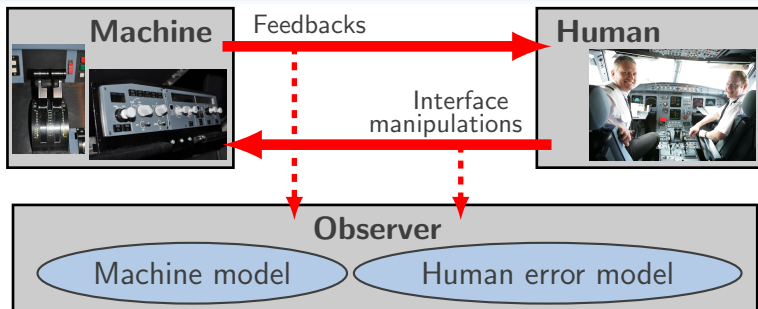 Machine
Feedbacks
Human
Interface
manipulations
Observer
Machine model
Human error model